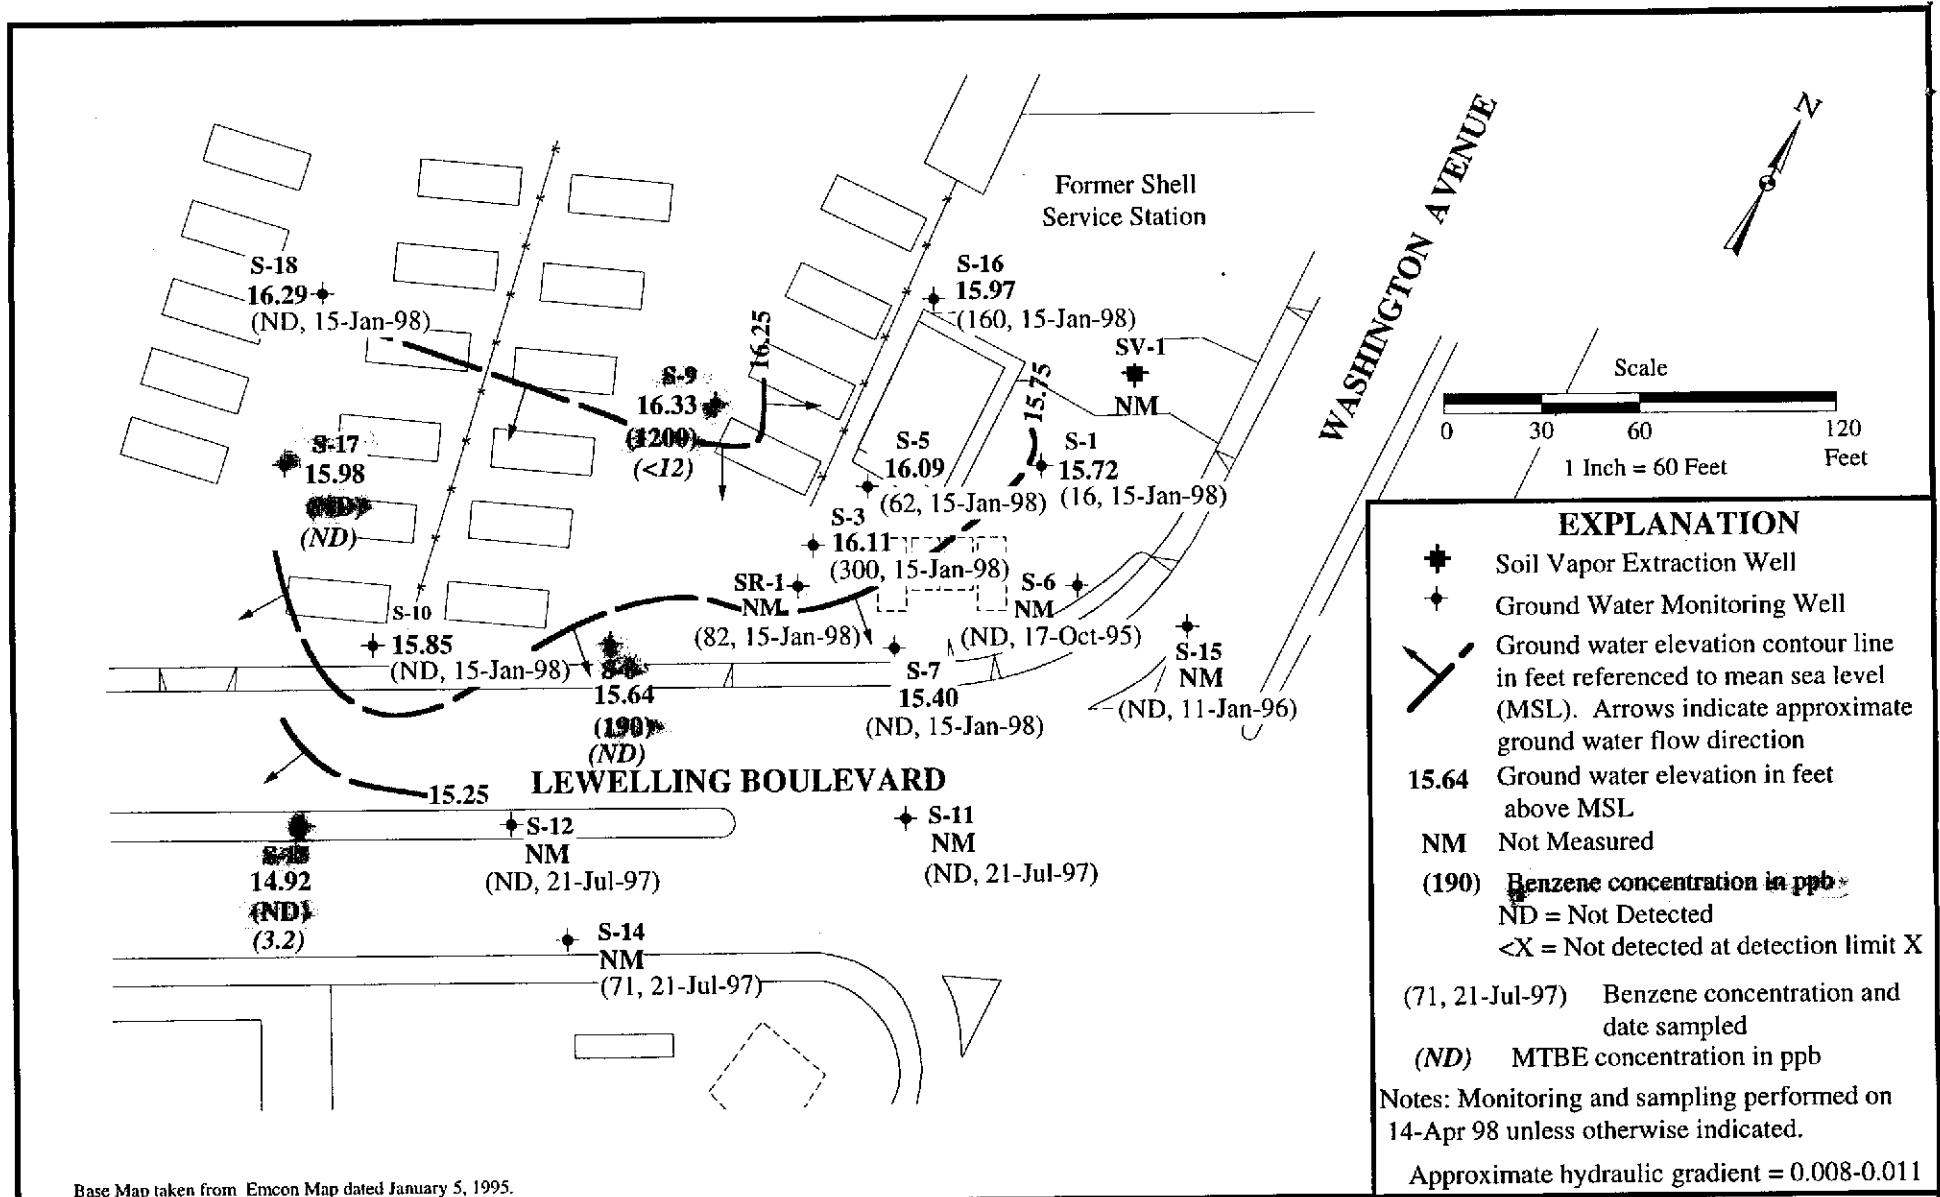 N
WASHINGTON AVENUE
Former Shell
Service Station
S-18
16.29
(ND, 15-Jan-98)
S-16
15.97
(160, 15-Jan-98)
16.25
SV-1
NM
S-9
16.33
(1200)
(<12)
15.75
S-17
15.98
(ND)
(ND)
S-5
16.09
(62, 15-Jan-98)
S-1
15.72
(16, 15-Jan-98)
S-3
16.11
(300, 15-Jan-98)
SR-1
NM
(82, 15-Jan-98)
S-6
NM
(ND, 17-Oct-95)
S-10
15.85
(ND, 15-Jan-98)
15.64
(190)
(ND)
S-7
15.40
(ND, 15-Jan-98)
S-15
NM
(ND, 11-Jan-96)
LEWELLING BOULEVARD
15.25
14.92
(ND)
(3.2)
S-12
NM
(ND, 21-Jul-97)
S-11
NM
(ND, 21-Jul-97)
S-14
NM
(71, 21-Jul-97)
Scale
0 30 60 120
Feet
1 Inch = 60 Feet
EXPLANATION
Soil Vapor Extraction Well
Ground Water Monitoring Well
Ground water elevation contour line
in feet referenced to mean sea level
(MSL). Arrows indicate approximate
ground water flow direction
15.64 Ground water elevation in feet
above MSL
NM Not Measured
(190) Benzene concentration in ppb
ND = Not Detected
<X = Not detected at detection limit X
(71, 21-Jul-97) Benzene concentration and
date sampled
(ND) MTBE concentration in ppb
Notes: Monitoring and sampling performed on
14-Apr 98 unless otherwise indicated.
Approximate hydraulic gradient = 0.008-0.011
Base Map taken from Emcon Map dated January 5, 1995.